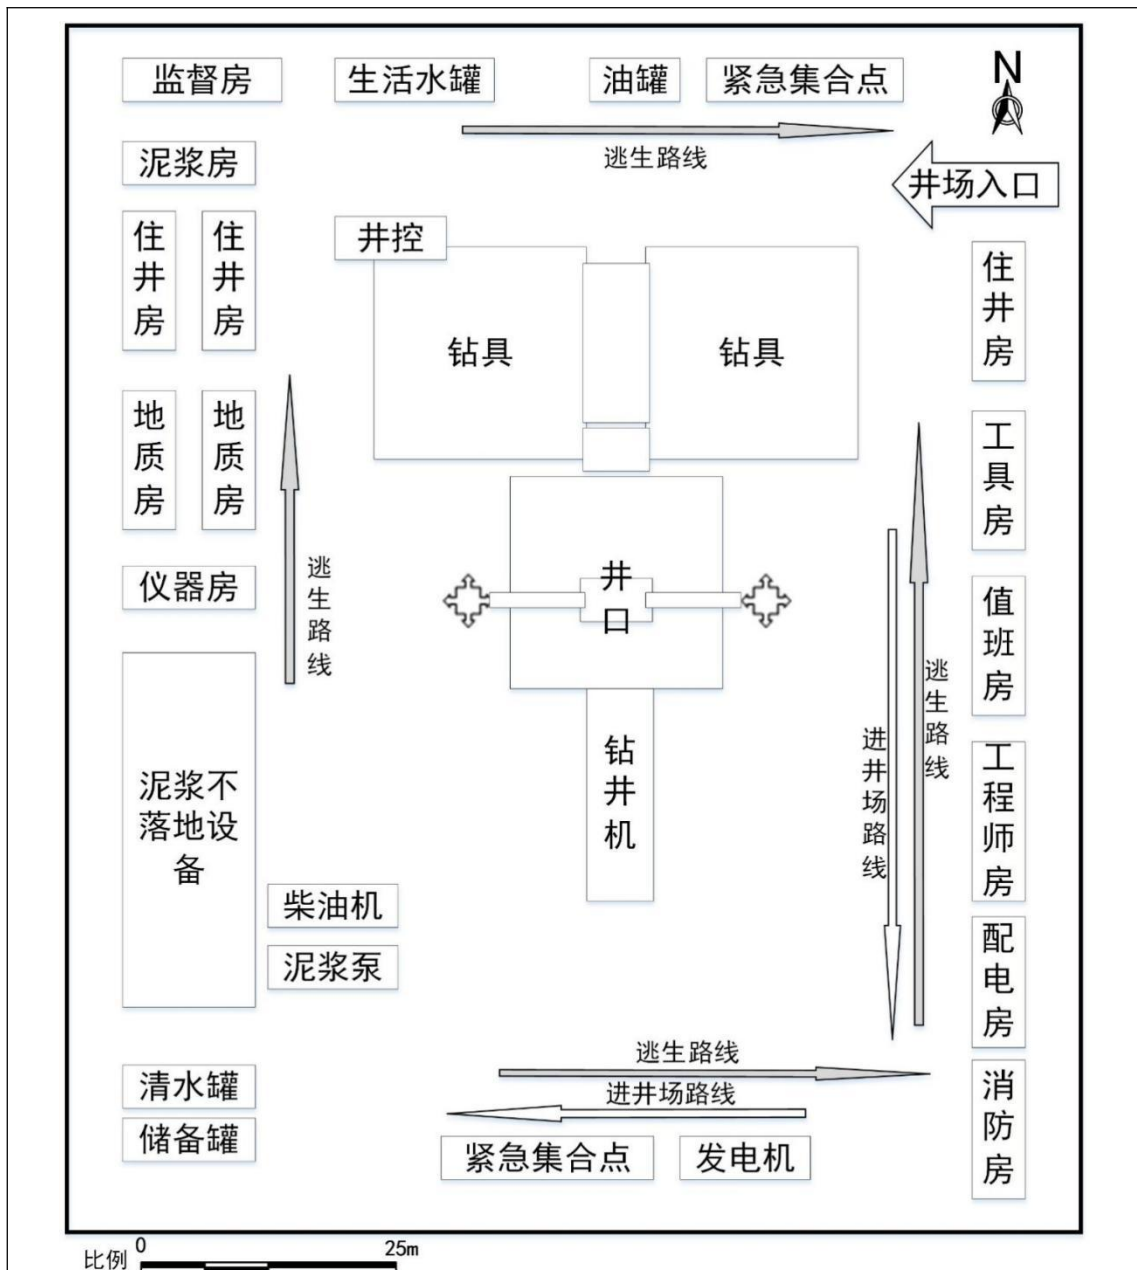 监督房
生活水罐
油罐
紧急集合点
N
逃生路线
泥浆房
井场入口
住井房
住井房
井控
住井房
钻具
钻具
地质房
地质房
工具房
仪器房
逃生路线
井口
值班房
逃生路线
进井场路线
泥浆不
落地设
备
钻井机
工程师房
柴油机
泥浆泵
配电房
逃生路线
进井场路线
清水罐
储备罐
紧急集合点
发电机
消防房
比例
0
25m